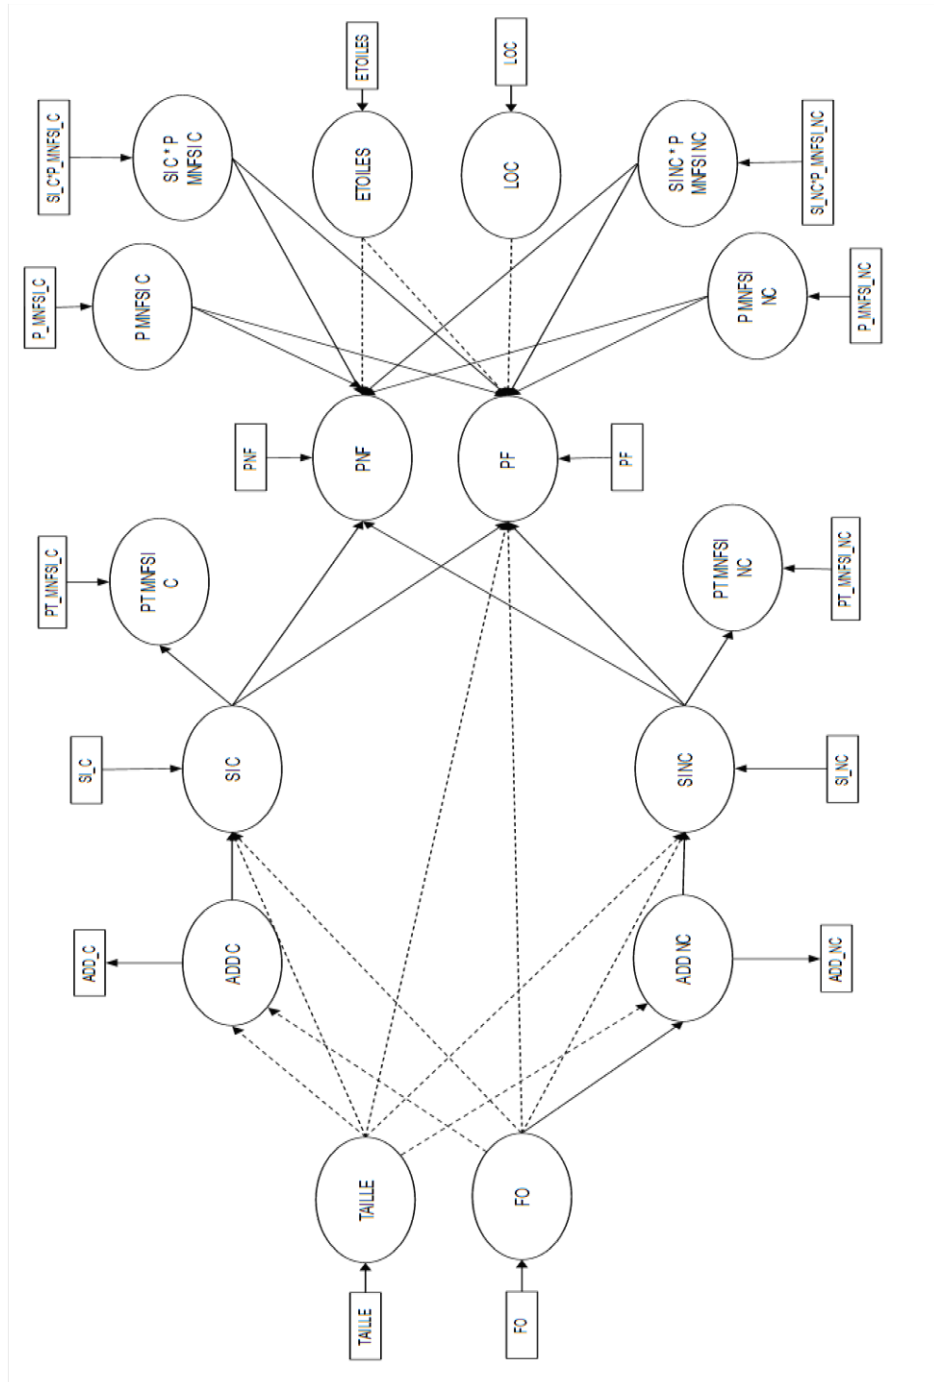 SI_C*P_MNFSI_C
SI C * P
MNFSI C
ETOILES
ETOILES
LOC
LOC
SI NC * P
MNFSI NC
SI_NC*P_MNFSI_NC
P_MNFSI_C
P MNFSI C
P MNFSI
NC
P_MNFSI_NC
PNF
PNF
PF
PF
PT_MNFSI_C
PT MNFSI
C
PT MNFSI
NC
PT_MNFSI_NC
SI_C
SI C
SI NC
SI_NC
ADD_C
ADD C
ADD NC
ADD_NC
TAILLE
FO
TAILLE
FO